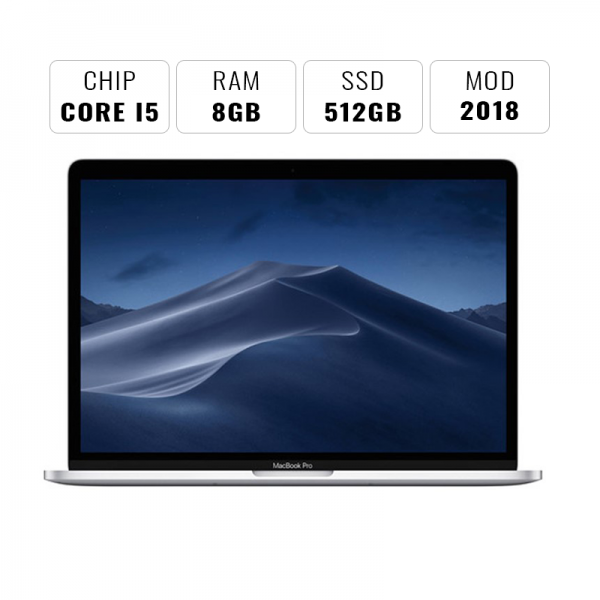 CHIP
CORE I5
RAM
8GB
SSD
512GB
MOD
2018
MacBook Pro